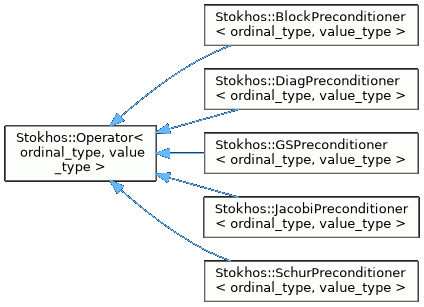 Stokhos::BlockPreconditioner
< ordinal_type, value_type >
Stokhos::DiagPreconditioner
< ordinal_type, value_type >
Stokhos::Operator<
ordinal_type, value
_type >
Stokhos::GSPreconditioner
< ordinal_type, value_type >
Stokhos::JacobiPreconditioner
< ordinal_type, value_type >
Stokhos::SchurPreconditioner
< ordinal_type, value_type >